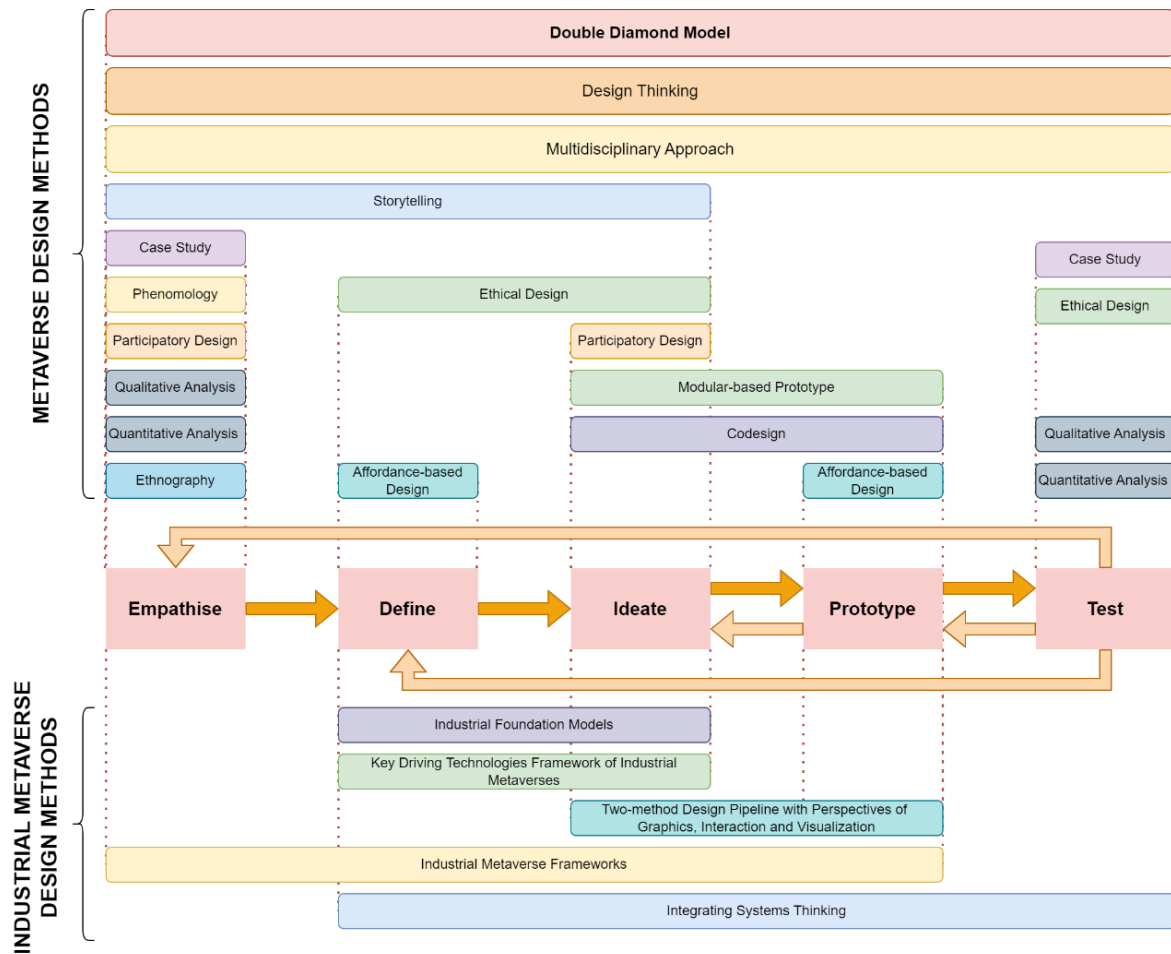 METAVERSE DESIGN METHODS
Double Diamond Model
Design Thinking
Multidisciplinary Approach
Storytelling
Case Study
Case Study
Phenomology
Ethical Design
Ethical Design
Participatory Design
Participatory Design
Qualitative Analysis
Modular-based Prototype
Quantitative Analysis
Codesign
Qualitative Analysis
Ethnography
Affordance-based
Design
Affordance-based
Design
Quantitative Analysis
Empathise
Define
Ideate
Prototype
Test
INDUSTRIAL METAVERSE
DESIGN METHODS
Industrial Foundation Models
Key Driving Technologies Framework of Industrial
Metaverses
Two-method Design Pipeline with Perspectives of
Graphics, Interaction and Visualization
Industrial Metaverse Frameworks
Integrating Systems Thinking